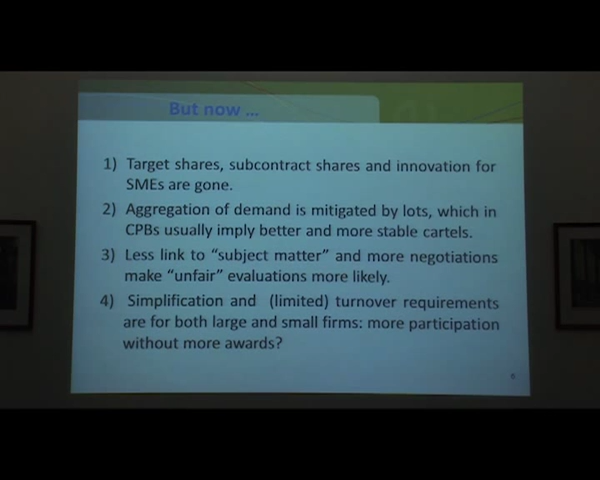 But now ...
1) Target shares, subcontract shares and innovation for
SMEs are gone.
2) Aggregation of demand is mitigated by lots, which in
CPBs usually imply better and more stable cartels.
3) Less link to “subject matter” and more negotiations
make “unfair” evaluations more likely.
4) Simplification and (limited) turnover requirements
are for both large and small firms: more participation
without more awards?
6